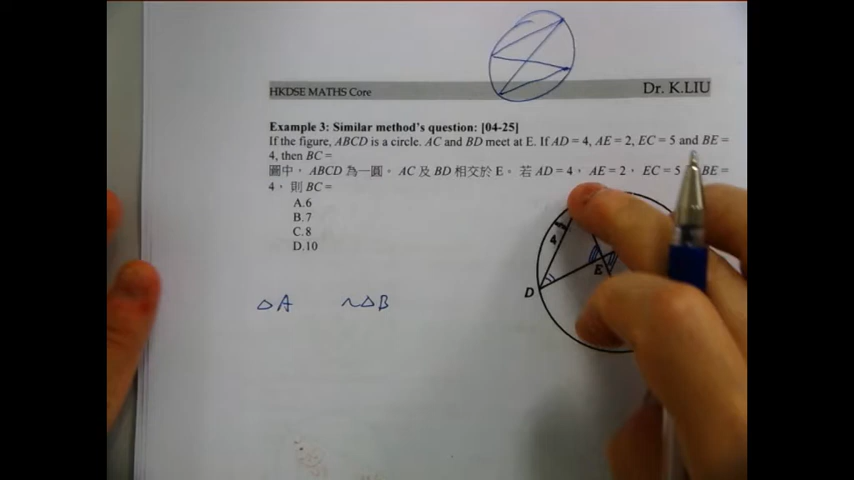 HKDSE MATHS Core
Dr. K.LIU
Example 3: Similar method's question: [04-25]
If the figure, ABCD is a circle. AC and BD meet at E. If AD = 4, AE = 2, EC = 5 and BE =
4, then BC =
圖中, ABCD 為一圓。 AC 及 BD 相交於 E。 若 AD = 4, AE = 2, EC = 5 BE =
4, 則 BC =
A.6
B.7
C.8
D.10
4
E
D
△A ~△B